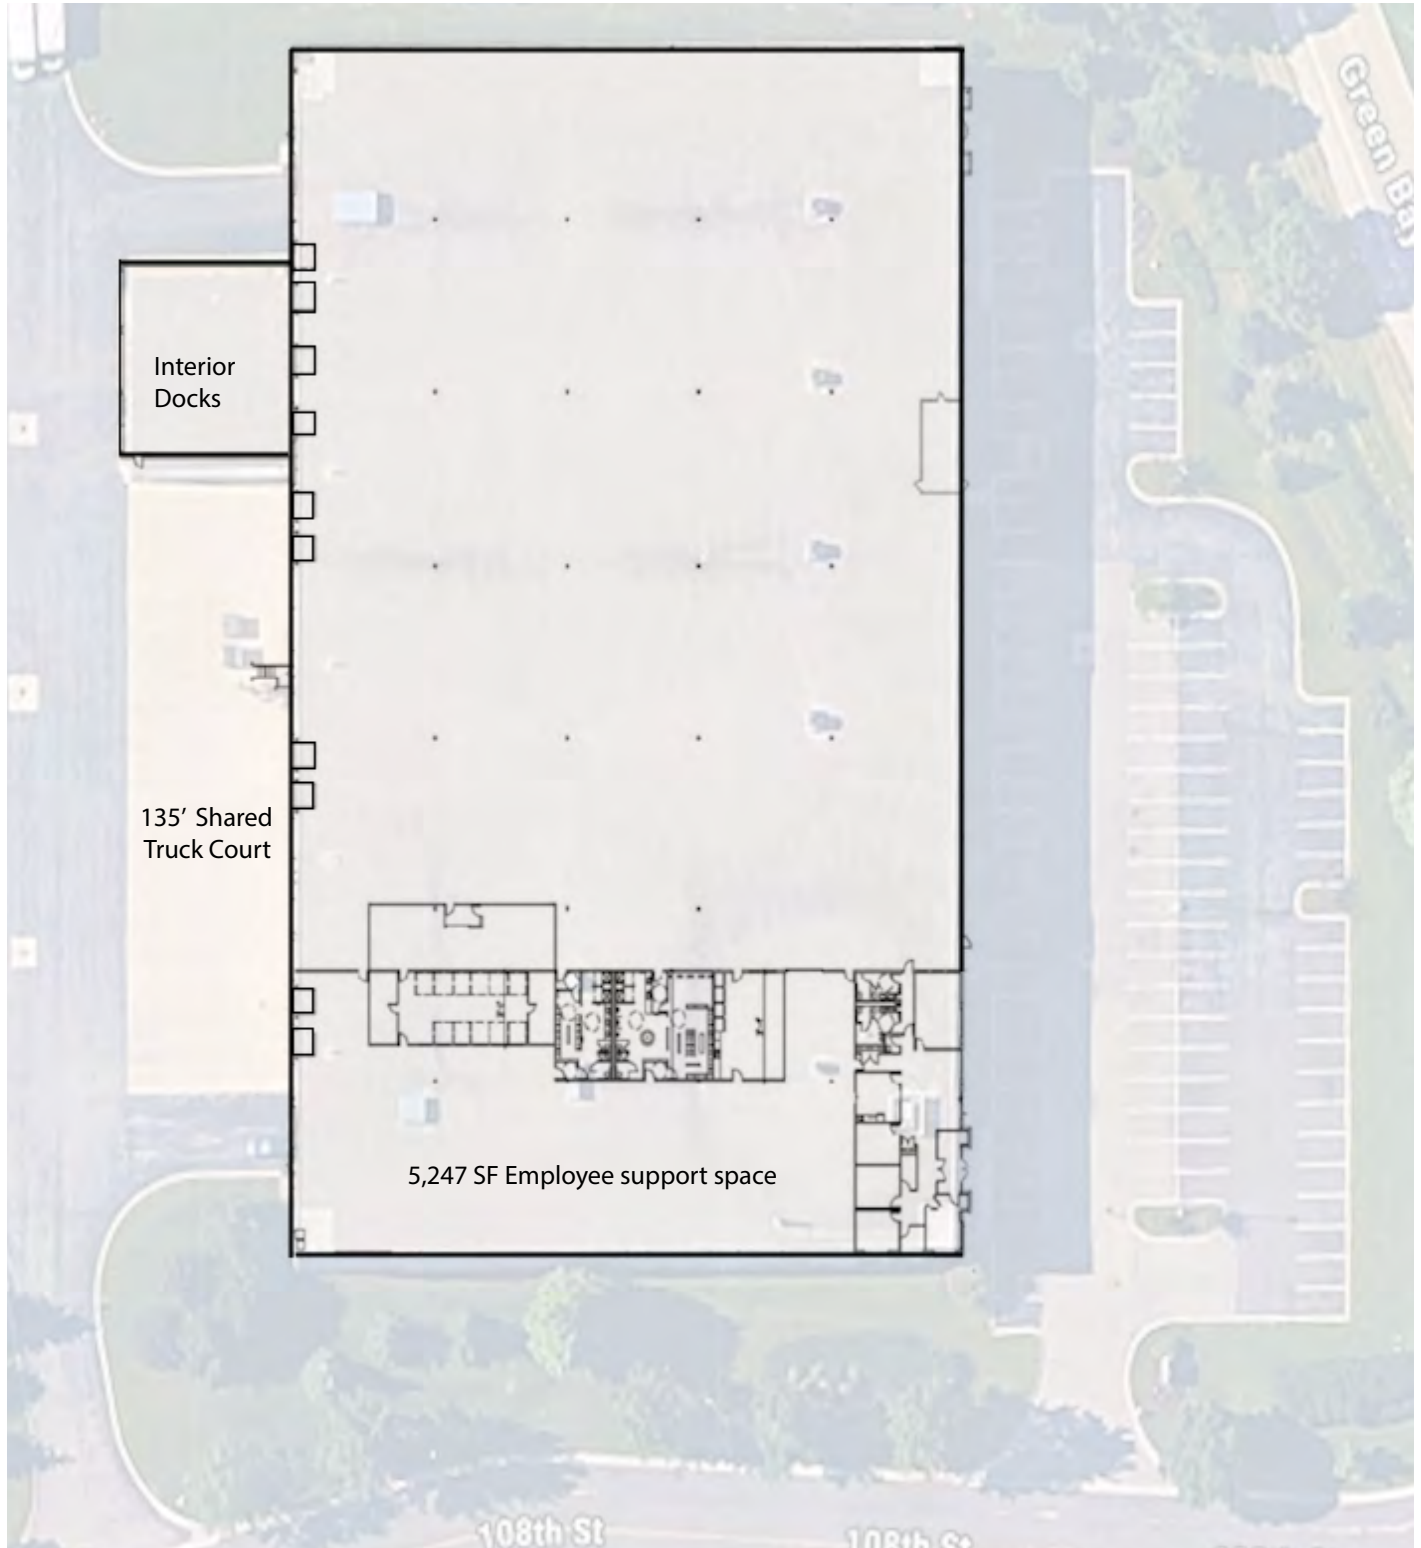 Green Bay
Interior
Docks
135’ Shared
Truck Court
5,247 SF Employee support space
108th St
108th St